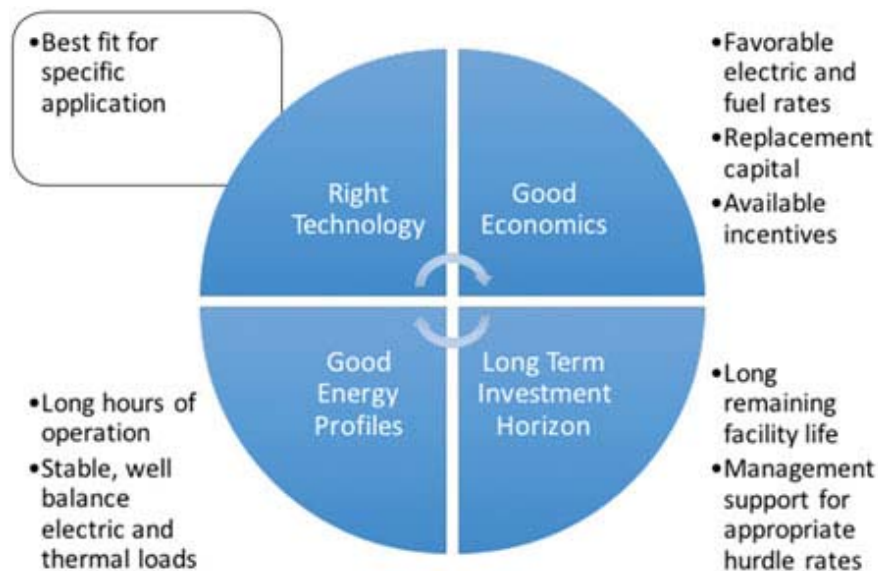 •Best fit for
specific
application
Right
Technology
Good
Economics
•Favorable
electric and
fuel rates
•Replacement
capital
•Available
incentives
•Long hours of
operation
•Stable, well
balance
electric and
thermal loads
Good
Energy
Profiles
Long Term
Investment
Horizon
•Long
remaining
facility life
•Management
support for
appropriate
hurdle rates